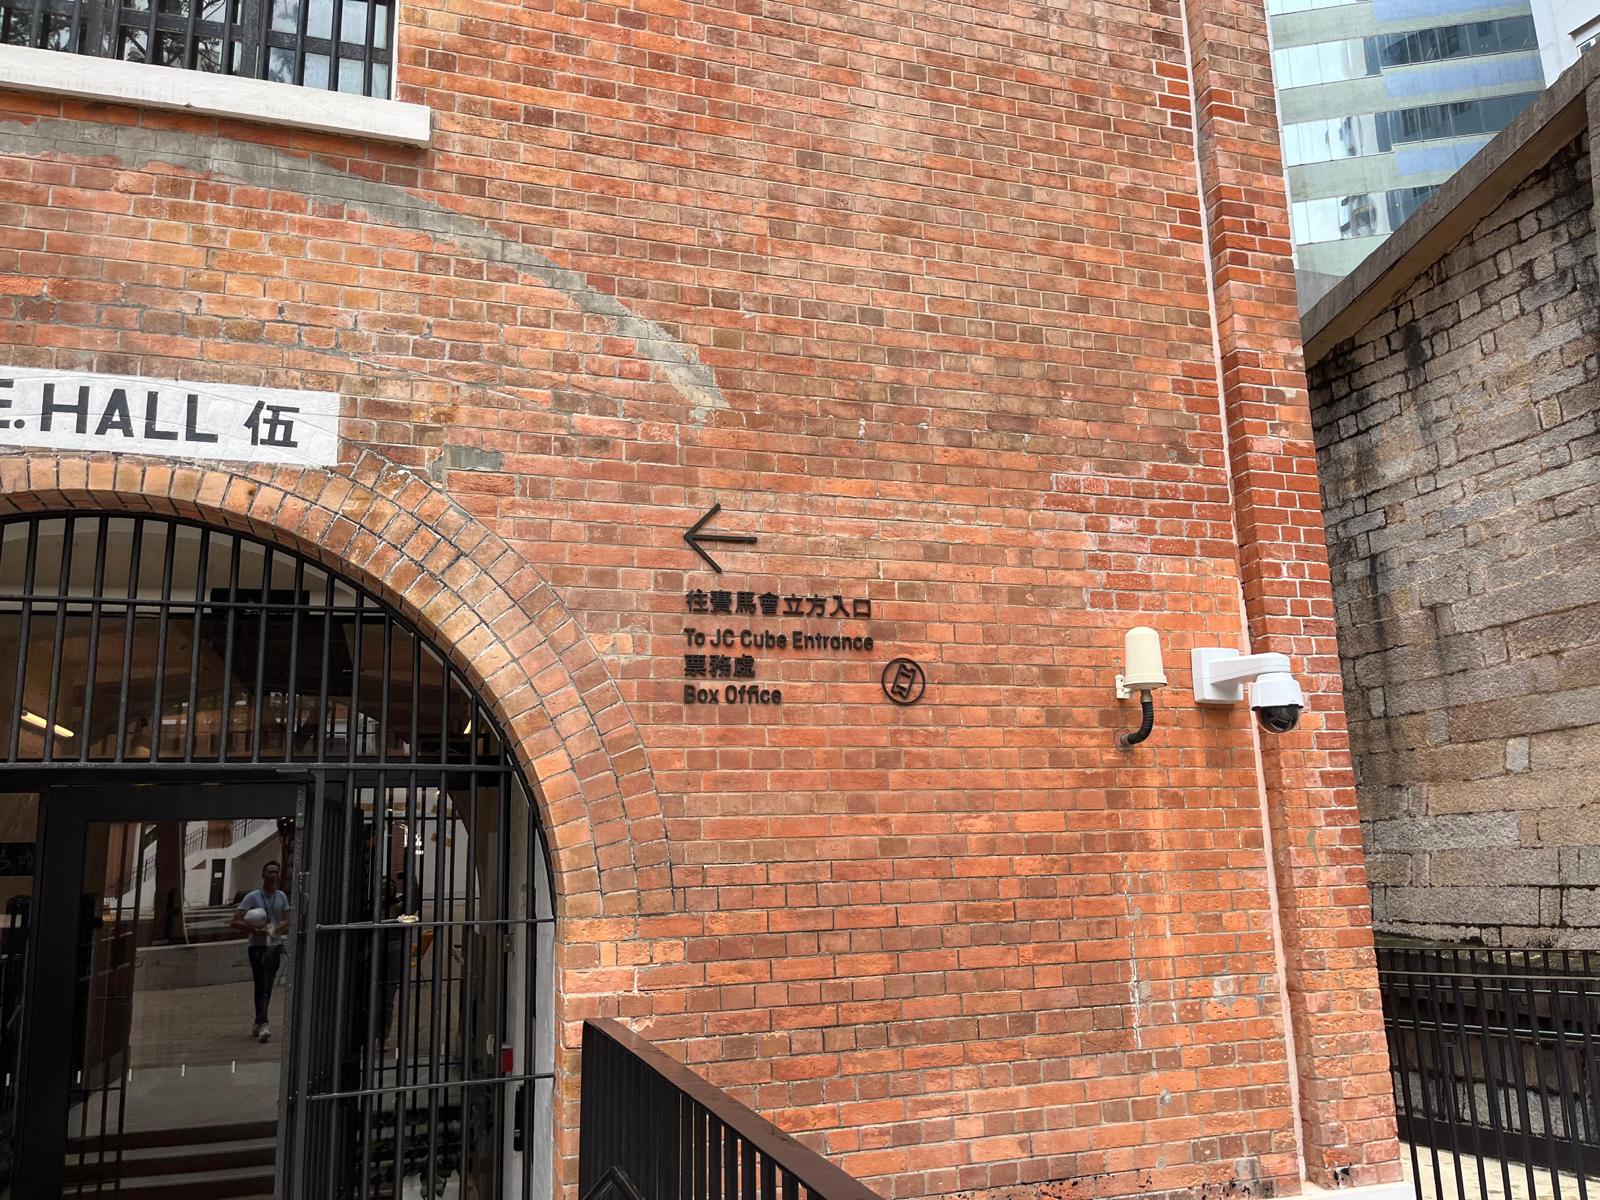 E. HALL 伍
往賽馬會立方入口
To JC Cube Entrance
票務處
Box Office